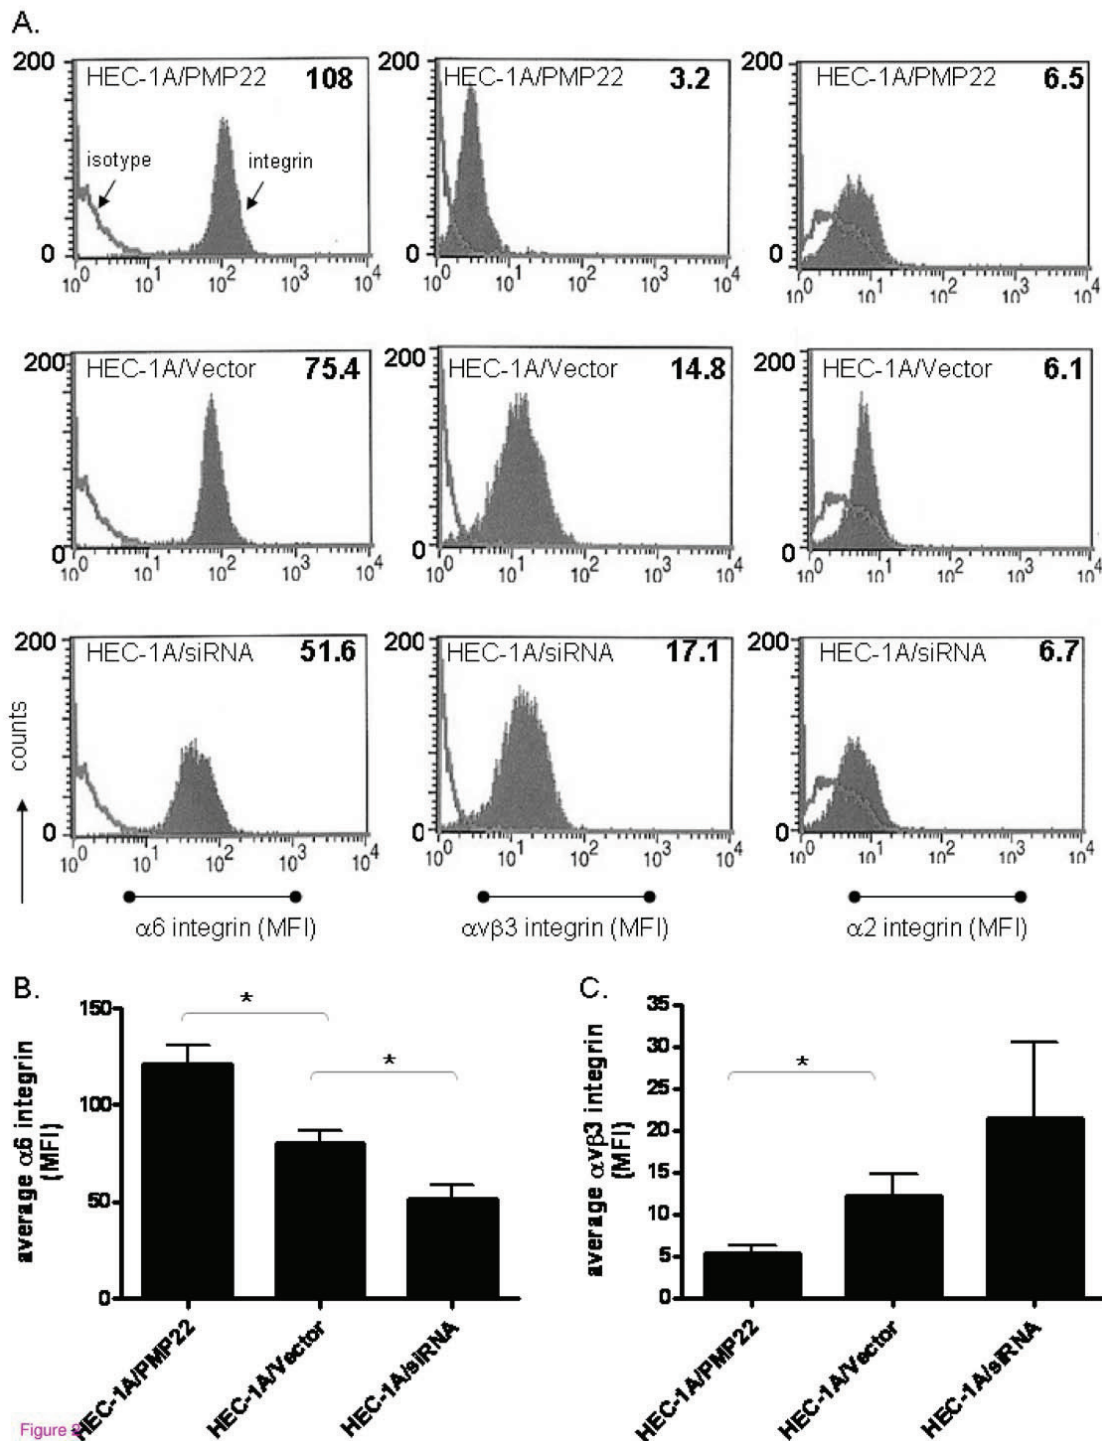 A.
200
HEC-1A/PMP22 108
isotype
integrin
0
10^0 10^1 10^2 10^3 10^4
200
HEC-1A/PMP22 3.2
0
10^0 10^1 10^2 10^3 10^4
200
HEC-1A/PMP22 6.5
0
10^0 10^1 10^2 10^3 10^4
200
HEC-1A/Vector 75.4
0
10^0 10^1 10^2 10^3 10^4
200
HEC-1A/Vector 14.8
0
10^0 10^1 10^2 10^3 10^4
200
HEC-1A/Vector 6.1
0
10^0 10^1 10^2 10^3 10^4
counts
200
HEC-1A/siRNA 51.6
0
10^0 10^1 10^2 10^3 10^4
200
HEC-1A/siRNA 17.1
0
10^0 10^1 10^2 10^3 10^4
200
HEC-1A/siRNA 6.7
0
10^0 10^1 10^2 10^3 10^4
α6 integrin (MFI)
αvβ3 integrin (MFI)
α2 integrin (MFI)
B.
average α6 integrin
(MFI)
150
100
50
0
*
*
HEC-1A/PMP22
HEC-1A/Vector
HEC-1A/siRNA
C.
average αvβ3 integrin
(MFI)
35
30
25
20
15
10
5
0
*
HEC-1A/PMP22
HEC-1A/Vector
HEC-1A/siRNA
Figure